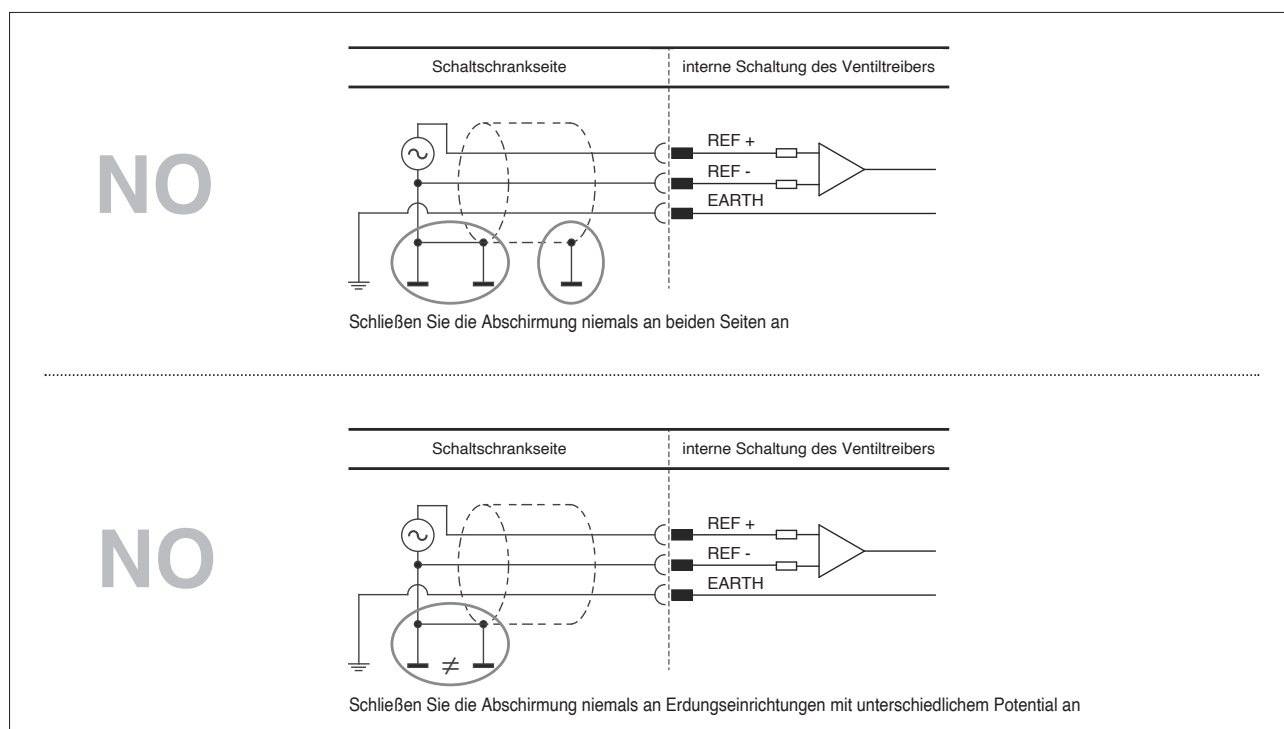 Schaltschrankseite
interne Schaltung des Ventiltreibers
NO
REF +
REF -
EARTH
Schließen Sie die Abschirmung niemals an beiden Seiten an
Schaltschrankseite
interne Schaltung des Ventiltreibers
NO
REF +
REF -
EARTH
≠
Schließen Sie die Abschirmung niemals an Erdungseinrichtungen mit unterschiedlichem Potential an